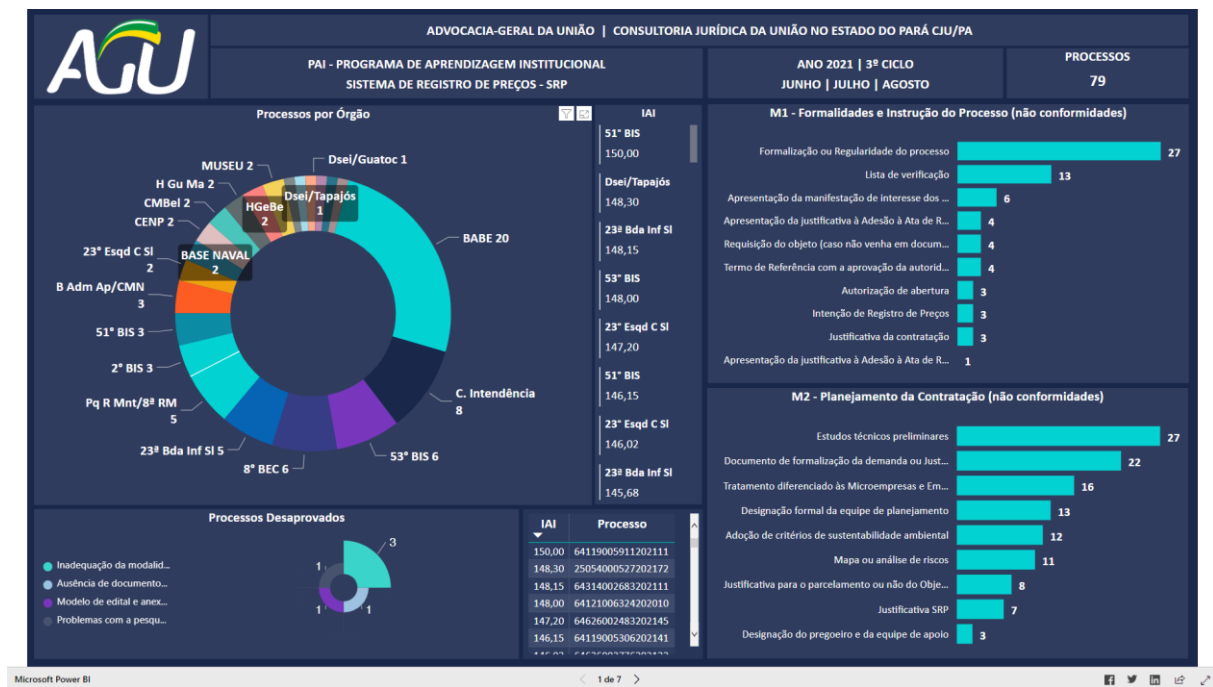 AGU
ADVOCACIA-GERAL DA UNIÃO | CONSULTORIA JURÍDICA DA UNIÃO NO ESTADO DO PARÁ CJU/PA
PAI - PROGRAMA DE APRENDIZAGEM INSTITUCIONAL
SISTEMA DE REGISTRO DE PREÇOS - SRP
ANO 2021 | 3º CICLO
JUNHO | JULHO | AGOSTO
PROCESSOS
79
Processos por Órgão
Dsei/Guatoc 1
MUSEU 2
H Gu Ma 2
Dsei/Tapajós
1
HGeBe
2
CMBel 2
CENP 2
BABE 20
23° Esqd C Sl
2
BASE NAVAL
2
B Adm Ap/CMN
3
51° BIS 3
2° BIS 3
Pq R Mnt/8ª RM
5
C. Intendência
8
23ª Bda Inf Sl 5
8° BEC 6
53° BIS 6
IAI
51° BIS
150,00
Dsei/Tapajós
148,30
23ª Bda Inf Sl
148,15
53° BIS
148,00
23° Esqd C Sl
147,20
51° BIS
146,15
23° Esqd C Sl
146,02
23ª Bda Inf Sl
145,68
M1 - Formalidades e Instrução do Processo (não conformidades)
Formalização ou Regularidade do processo 27
Lista de verificação 13
Apresentação da manifestação de interesse dos ... 6
Apresentação da justificativa à Adesão à Ata de R... 4
Requisição do objeto (caso não venha em docum... 4
Termo de Referência com a aprovação da autorid... 4
Autorização de abertura 3
Intenção de Registro de Preços 3
Justificativa da contratação 3
Apresentação da justificativa à Adesão à Ata de R... 1
M2 - Planejamento da Contratação (não conformidades)
Estudos técnicos preliminares 27
Documento de formalização da demanda ou Just... 22
Tratamento diferenciado às Microempresas e Em... 16
Designação formal da equipe de planejamento 13
Adoção de critérios de sustentabilidade ambiental 12
Mapa ou análise de riscos 11
Justificativa para o parcelamento ou não do Obje... 8
Justificativa SRP 7
Designação do pregoeiro e da equipe de apoio 3
Processos Desaprovados
Inadequação da modalid...
Ausência de documento...
Modelo de edital e anex...
Problemas com a pesqu...
3
1
1
1
IAI Processo
150,00 64119005911202111
148,30 25054000527202172
148,15 64314002683202111
148,00 64121006324202010
147,20 64626002483202145
146,15 64119005306202141
Microsoft Power BI
1 de 7